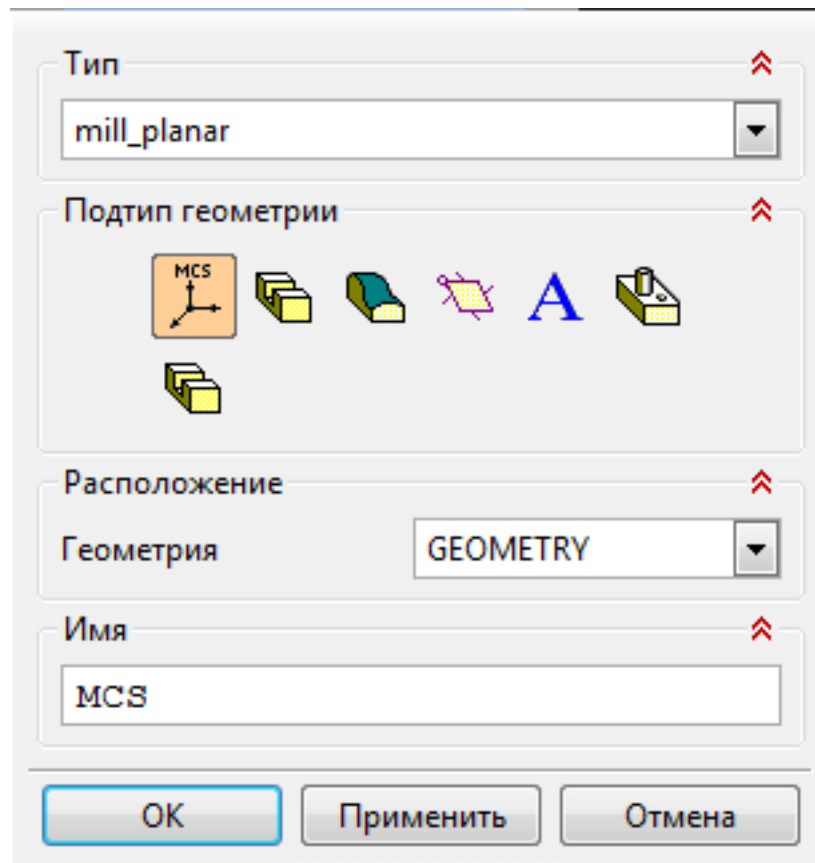 Тип
mill_planar
Подтип геометрии
MCS
A
Расположение
Геометрия GEOMETRY
Имя
MCS
OK Применить Отмена